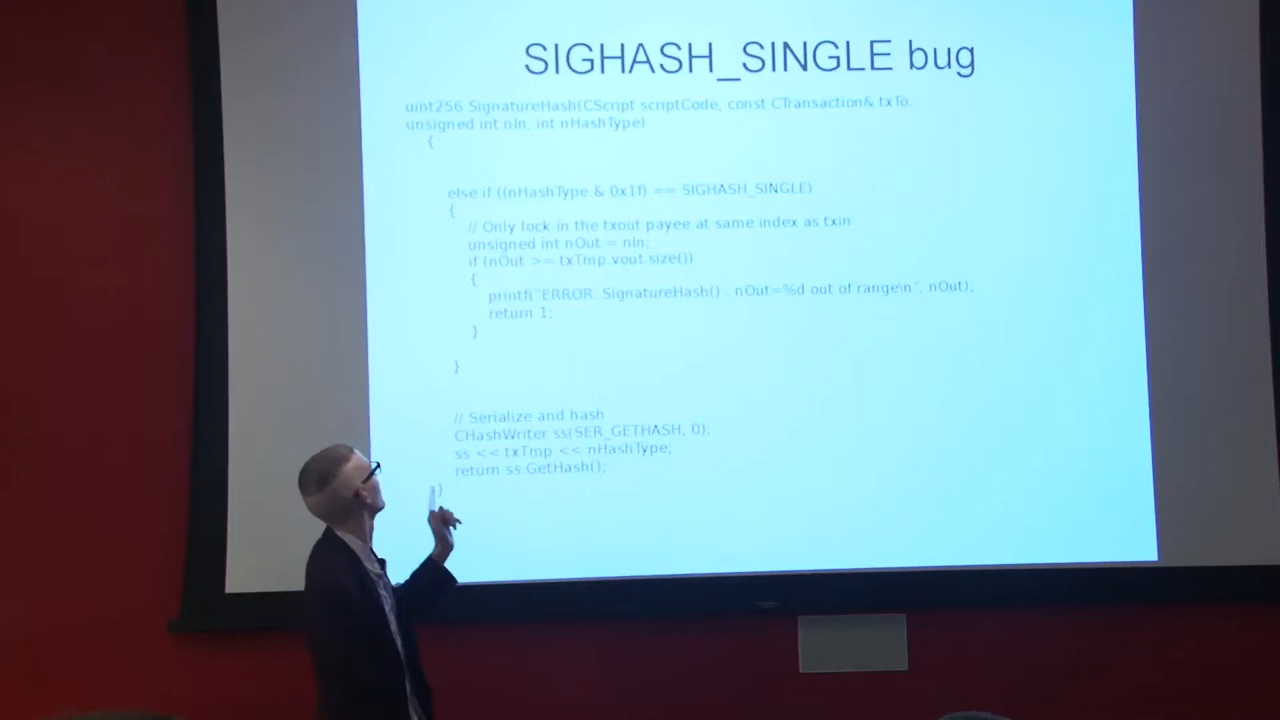 SIGHASH_SINGLE bug
uint256 SignatureHash(CScript scriptCode, const CTransaction& txTo,
unsigned int nIn, int nHashType)
{
else if ((nHashType & 0x1f) == SIGHASH_SINGLE)
{
// Only lock-in the txout payee at same index as txin
unsigned int nOut = nIn;
if (nOut >= txTmp.vout.size())
{
printf("ERROR: SignatureHash() : nOut=%d out of range\n", nOut);
return 1;
}
}
// Serialize and hash
CHashWriter ss(SER_GETHASH, 0);
ss << txTmp << nHashType;
return ss.GetHash();
}